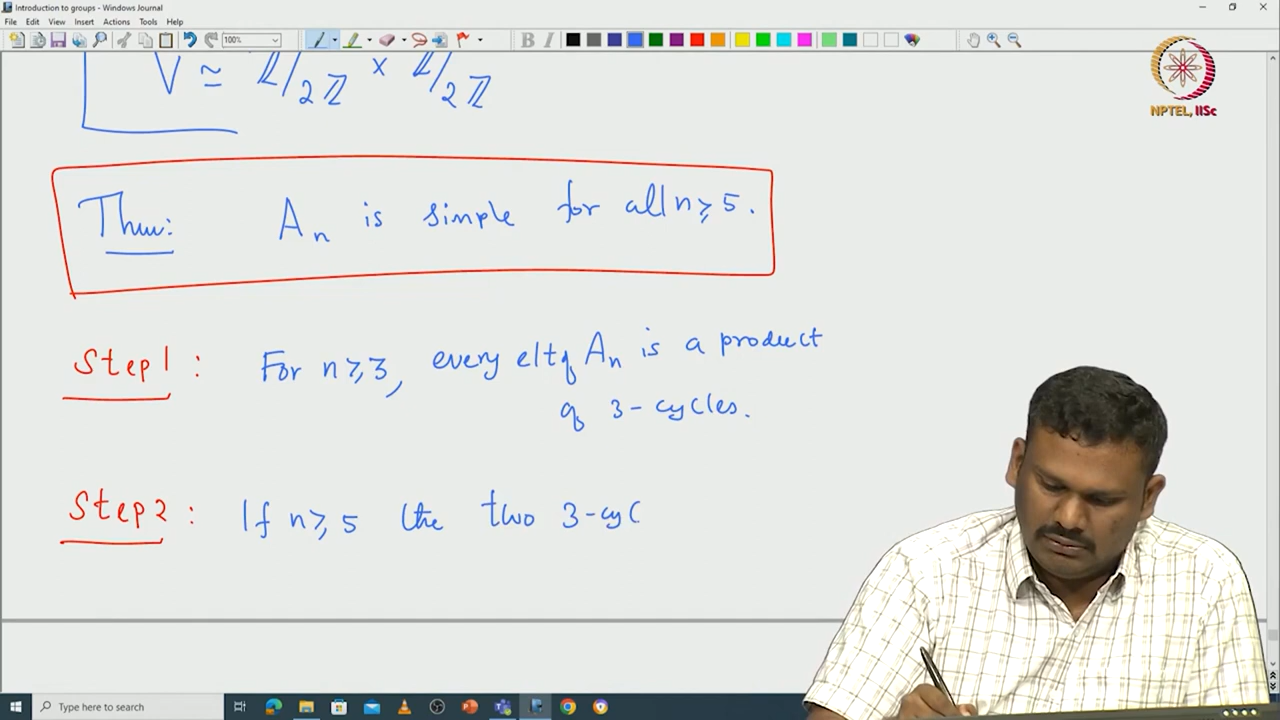 Introduction to groups - Windows Journal
File Edit View Insert Actions Tools Help
100%
B I
NPTEL, IISc
V ≃ ℤ/2ℤ × ℤ/2ℤ
Thm: Aₙ is simple for all n ≥ 5.
Step 1: For n ≥ 3, every elt of Aₙ is a product
of 3-cycles.
Step 2: If n ≥ 5 the two 3-cyc
Type here to search